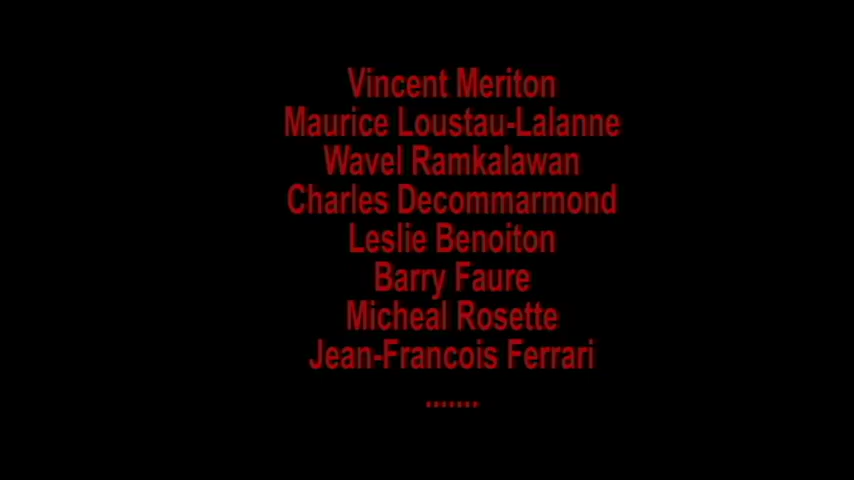 Vincent Meriton
Maurice Loustau-Lalanne
Wavel Ramkalawan
Charles Decommarmond
Leslie Benoiton
Barry Faure
Micheal Rosette
Jean-Francois Ferrari
.......